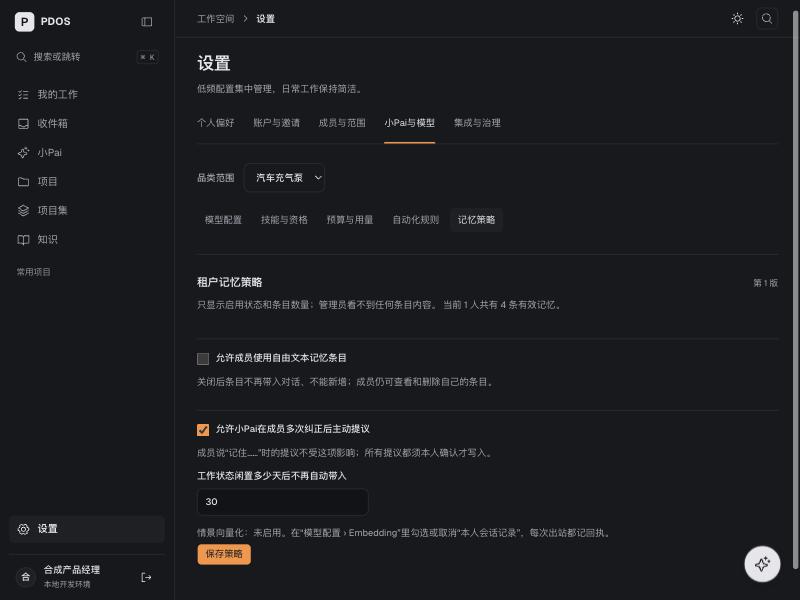 P PDOS
搜索或跳转 ⌘ K
我的工作
收件箱
小Pai
项目
项目集
知识
常用项目
设置
合
合成产品经理
本地开发环境
工作空间 › 设置
设置
低频配置集中管理，日常工作保持简洁。
个人偏好 账户与邀请 成员与范围 小Pai与模型 集成与治理
品类范围 汽车充气泵
模型配置 技能与资格 预算与用量 自动化规则 记忆策略
租户记忆策略 第 1 版
只显示启用状态和条目数量；管理员看不到任何条目内容。 当前 1 人共有 4 条有效记忆。
允许成员使用自由文本记忆条目
关闭后条目不再带入对话、不能新增；成员仍可查看和删除自己的条目。
允许小Pai在成员多次纠正后主动提议
成员说“记住……”时的提议不受这项影响；所有提议都须本人确认才写入。
工作状态闲置多少天后不再自动带入
30
情景向量化：未启用。在“模型配置 › Embedding”里勾选或取消“本人会话记录”，每次出站都记回执。
保存策略